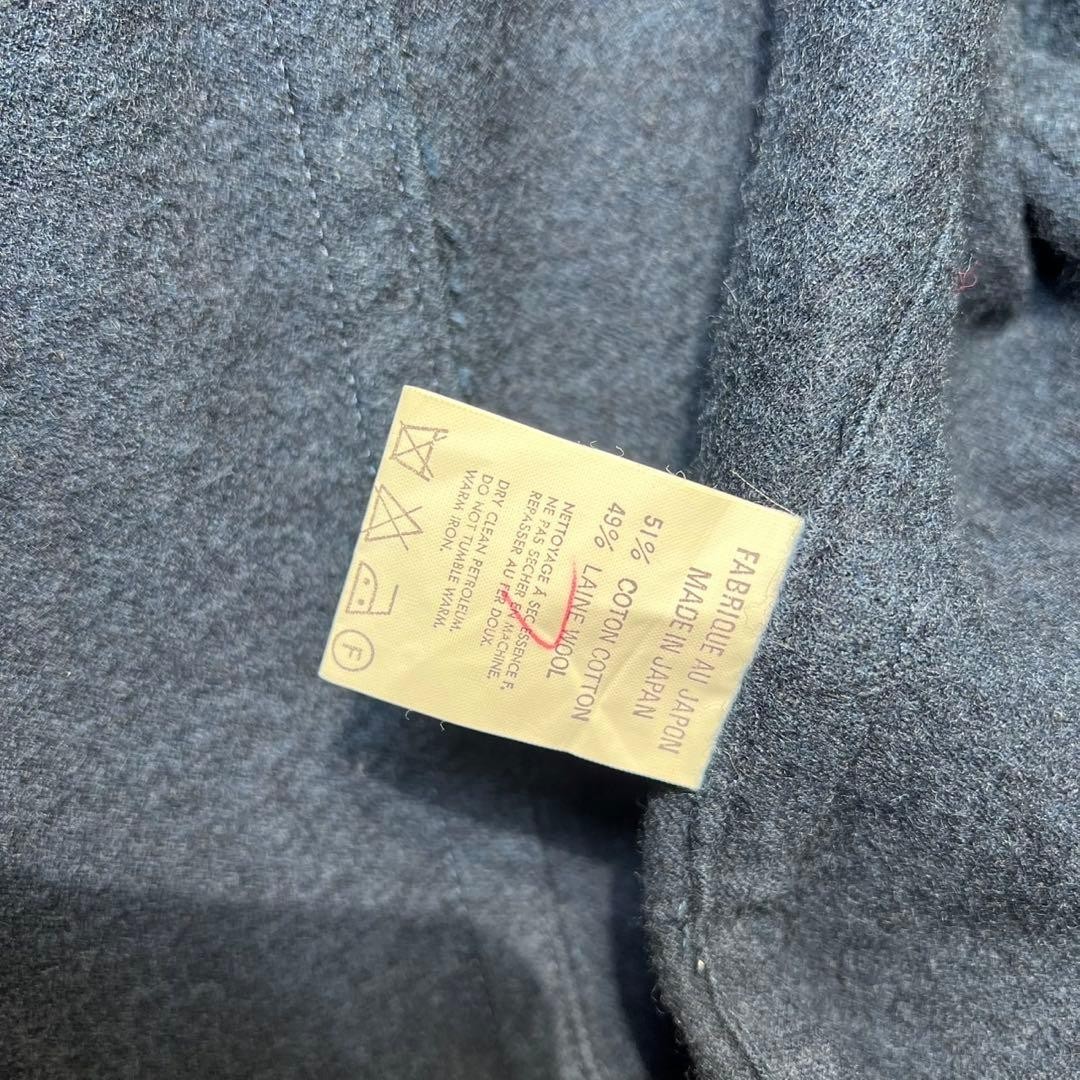 FABRIQUE AU JAPON
MADE IN JAPAN
51% COTON COTTON
49% LAINE WOOL
NETTOYAGE A SEC ESSENCE F.
NE PAS SECHER EN MACHINE.
REPASSER AU FER DOUX.
DRY CLEAN PETROLEUM.
DO NOT TUMBLE WARM.
WARM IRON.
F